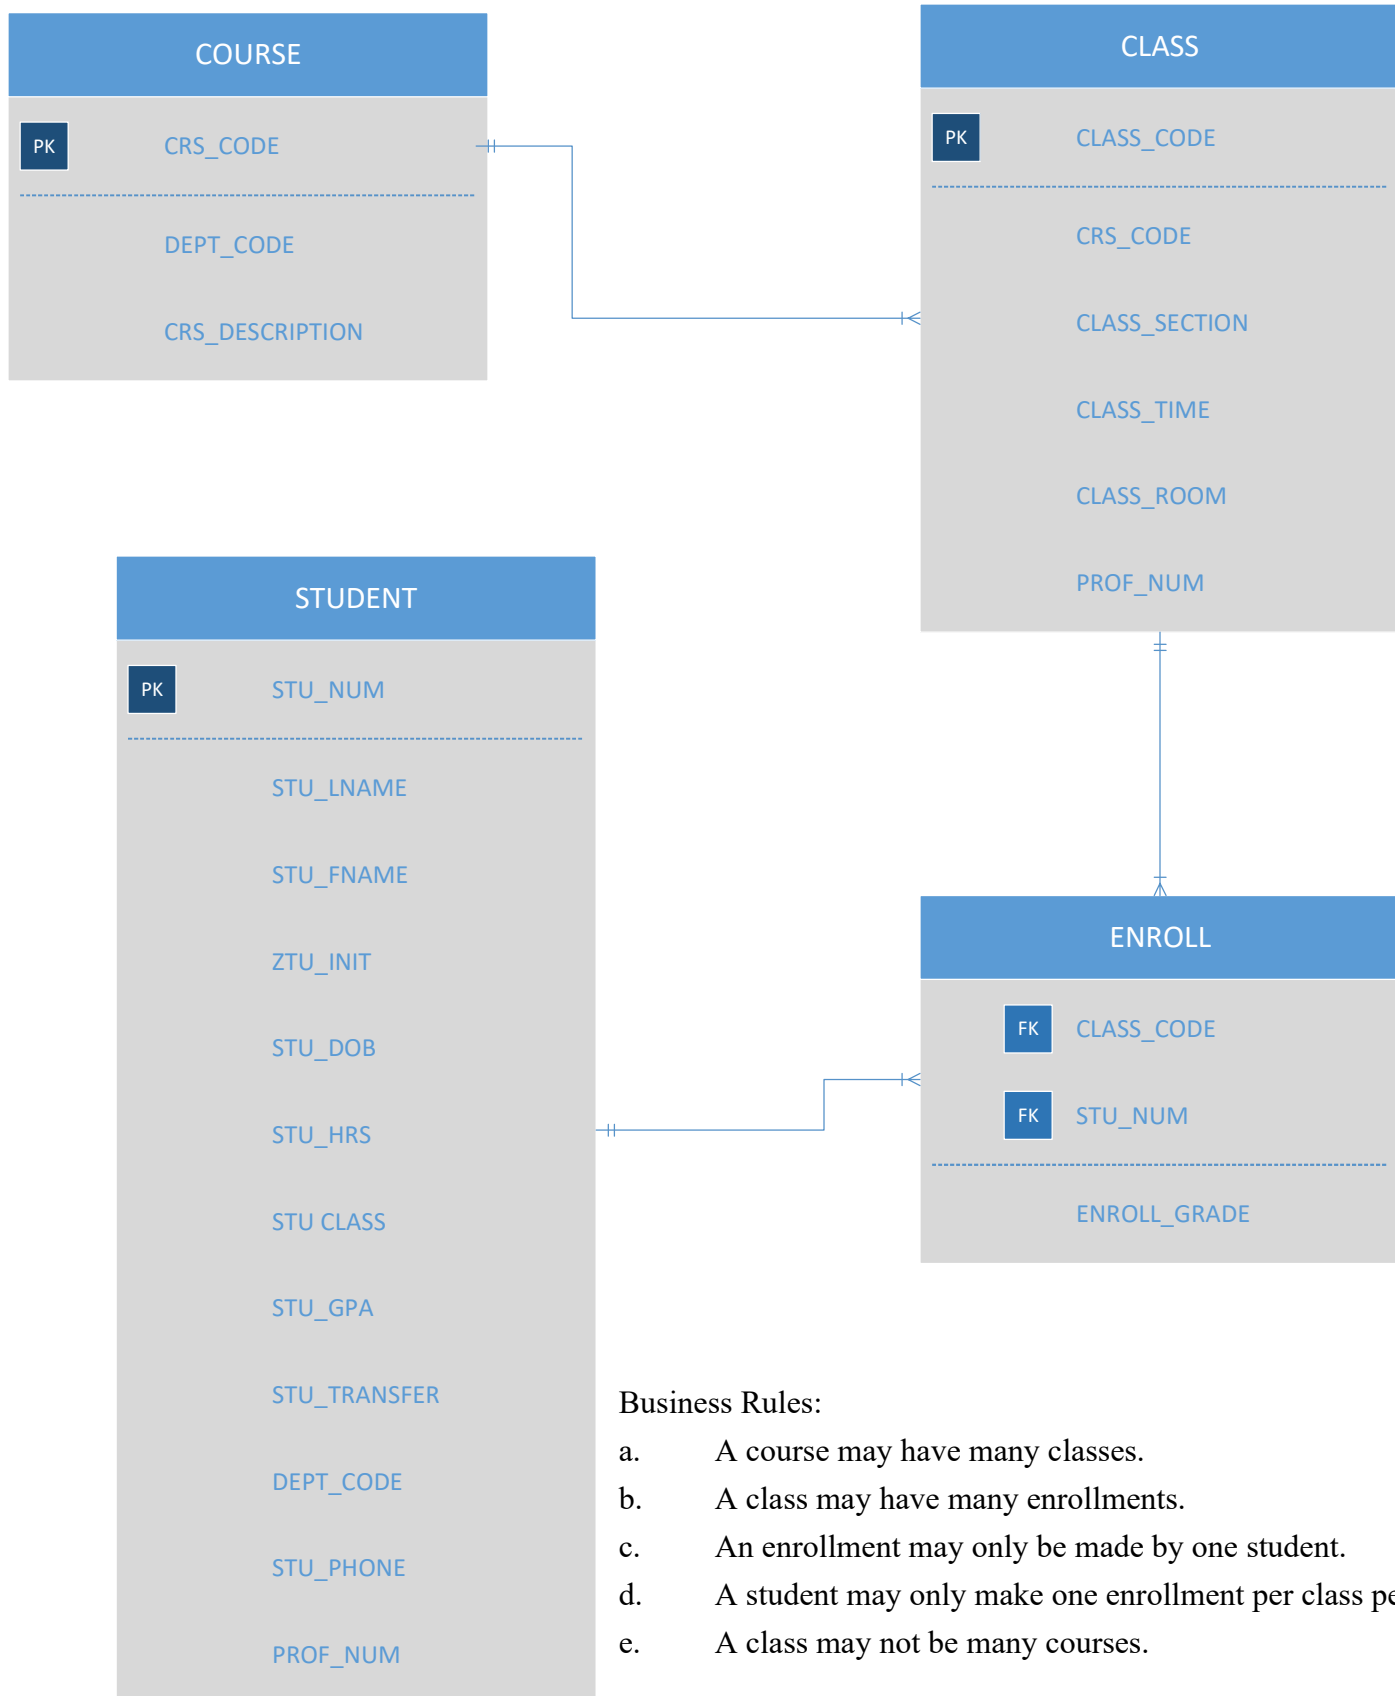 COURSE
PK CRS_CODE
DEPT_CODE
CRS_DESCRIPTION
CLASS
PK CLASS_CODE
CRS_CODE
CLASS_SECTION
CLASS_TIME
CLASS_ROOM
PROF_NUM
STUDENT
PK STU_NUM
STU_LNAME
STU_FNAME
ZTU_INIT
STU_DOB
STU_HRS
STU CLASS
STU_GPA
STU_TRANSFER
DEPT_CODE
STU_PHONE
PROF_NUM
ENROLL
FK CLASS_CODE
FK STU_NUM
ENROLL_GRADE
Business Rules:
a. A course may have many classes.
b. A class may have many enrollments.
c. An enrollment may only be made by one student.
d. A student may only make one enrollment per class
e. A class may not be many courses.